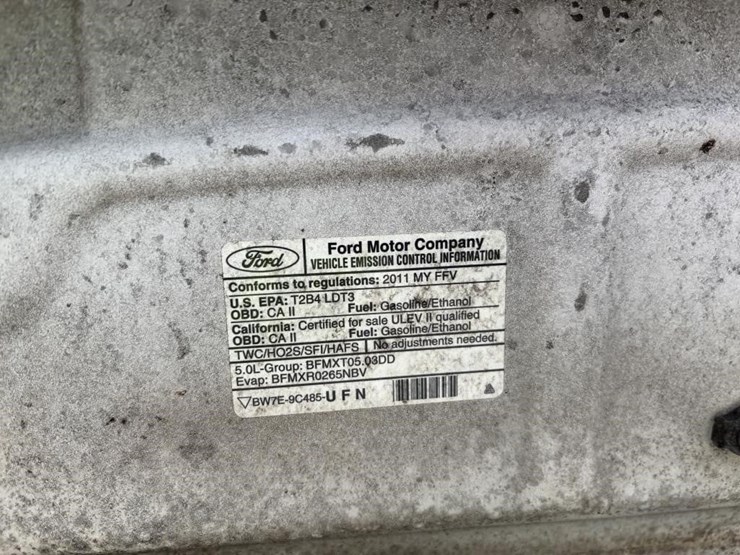 Ford
Ford Motor Company
VEHICLE EMISSION CONTROL INFORMATION
Conforms to regulations: 2011 MY FFV
U.S. EPA: T2B4 LDT3
OBD: CA II Fuel: Gasoline/Ethanol
California: Certified for sale ULEV II qualified
OBD: CA II Fuel: Gasoline/Ethanol
TWC/HO2S/SFI/HAFS No adjustments needed.
5.0L-Group: BFMXT05.03DD
Evap: BFMXR0265NBV
BW7E-9C485-U F N